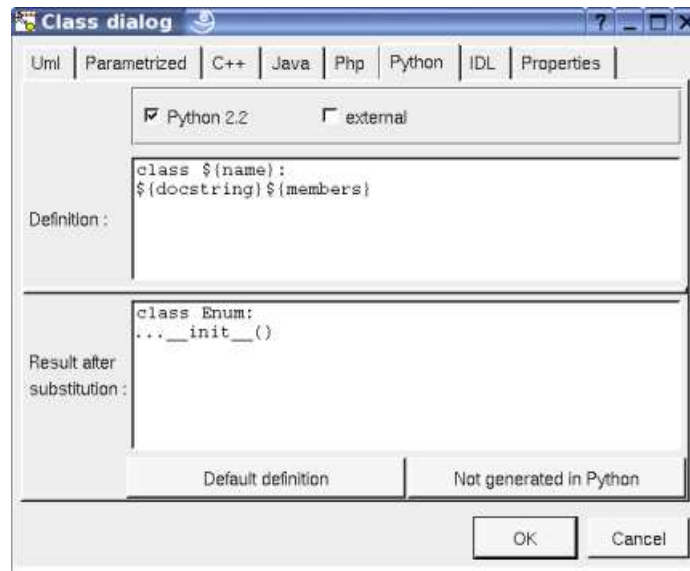 Class dialog
Uml Parametrized C++ Java Php Python IDL Properties
Python 2.2 external
Definition :
class ${name}:
${docstring}${members}
Result after
substitution :
class Enum:
...__init__()
Default definition Not generated in Python
OK Cancel